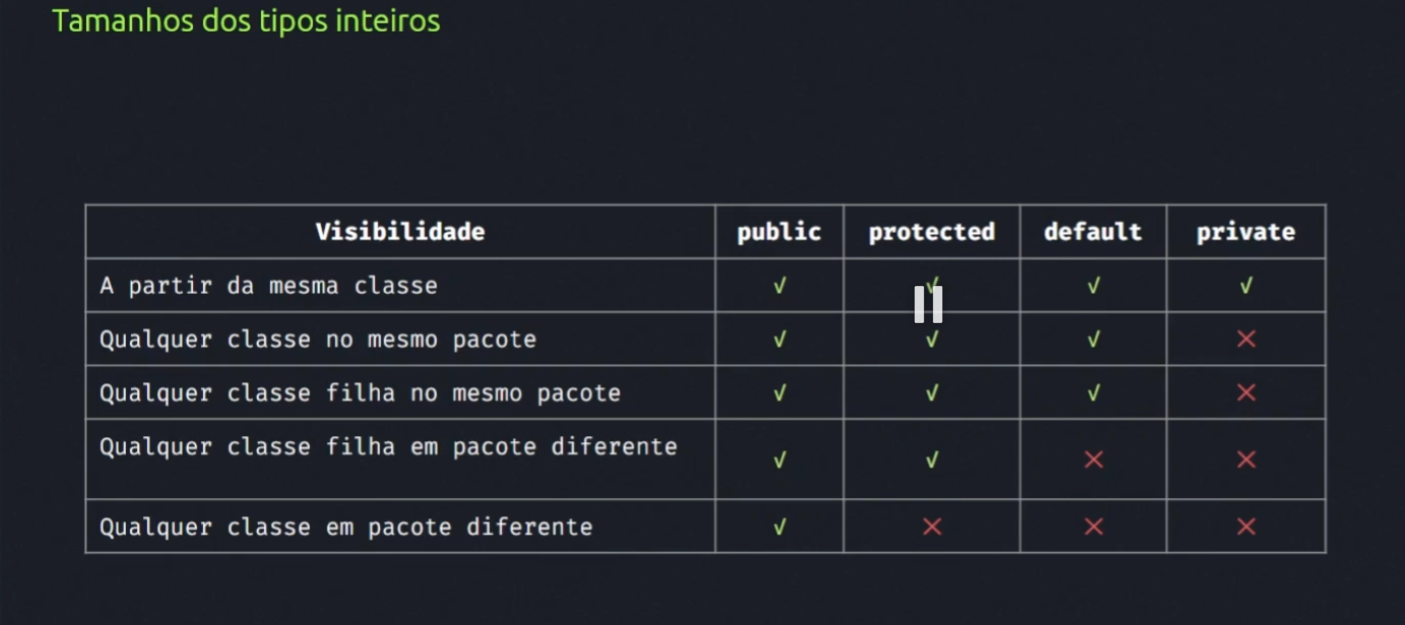 Tamanhos dos tipos inteiros
Visibilidade public protected default private
A partir da mesma classe √ √ √ √
Qualquer classe no mesmo pacote √ √ √ ×
Qualquer classe filha no mesmo pacote √ √ √ ×
Qualquer classe filha em pacote diferente √ √ × ×
Qualquer classe em pacote diferente √ × × ×